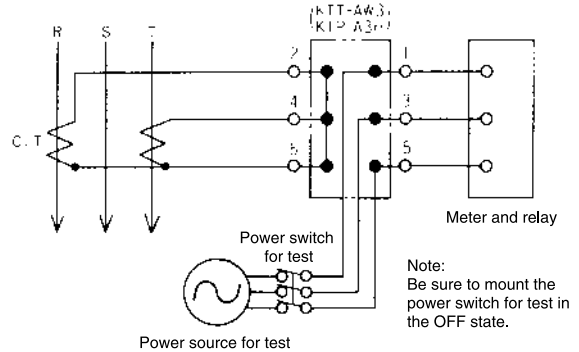 R S T
2
1
4
3
C.T
5
Meter and relay
Power switch
for test
Note:
Be sure to mount the
power switch for test in
the OFF state.
Power source for test